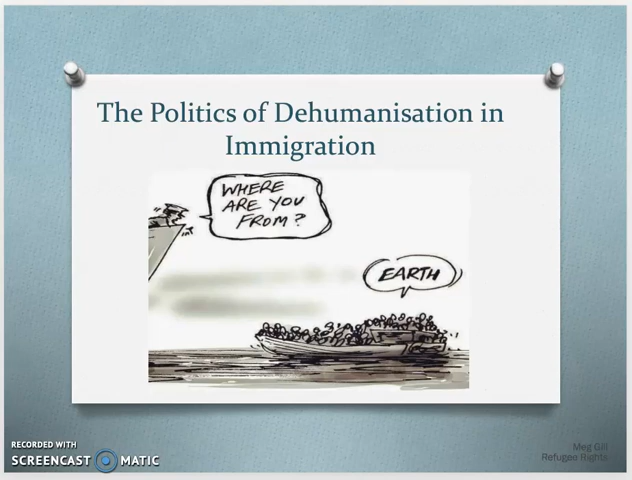 The Politics of Dehumanisation in
Immigration
WHERE
ARE YOU
FROM?
EARTH
RECORDED WITH
SCREENCAST MATIC
Meg Gill
Refugee Rights